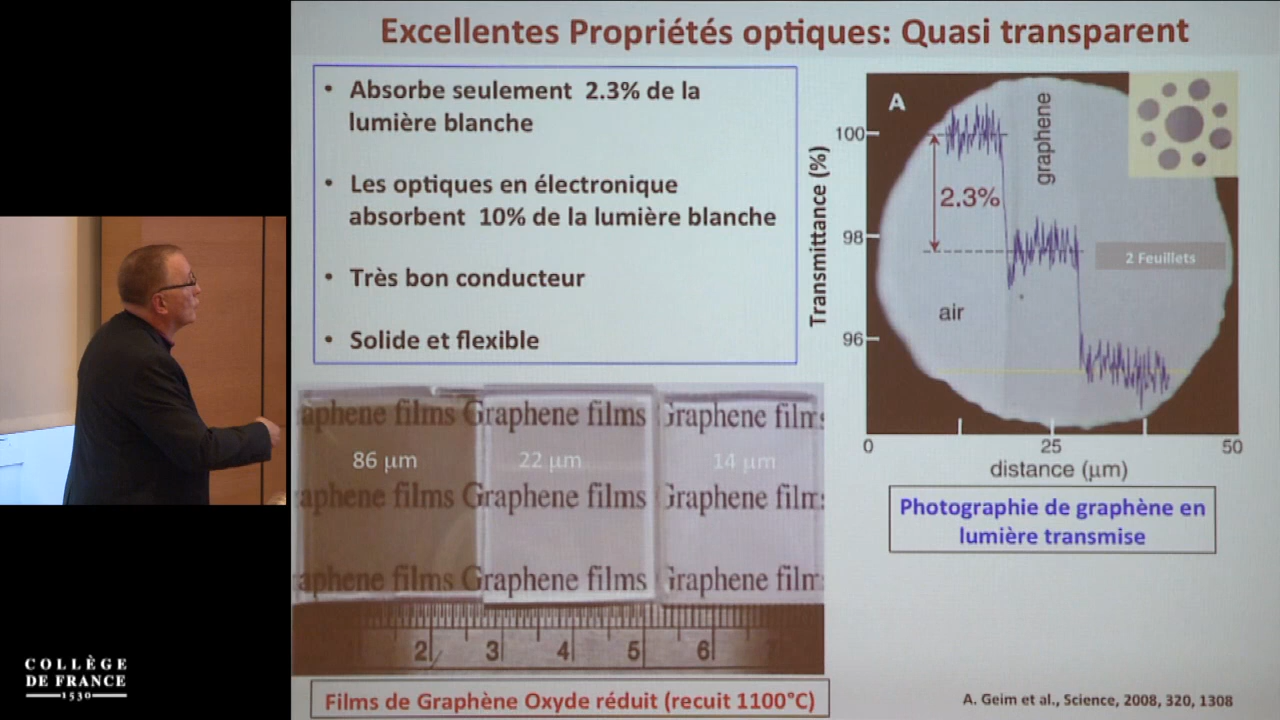 Excellentes Propriétés optiques: Quasi transparent
• Absorbe seulement 2.3% de la
lumière blanche
• Les optiques en électronique
absorbent 10% de la lumière blanche
• Très bon conducteur
• Solide et flexible
A
graphene
100
98
96
Transmittance (%)
2.3%
2 Feuillets
air
0
25
50
distance (µm)
Photographie de graphène en
lumière transmise
aphene films Graphene films Graphene films
86 µm
22 µm
14 µm
aphene films Graphene films Graphene films
aphene films Graphene films Graphene films
2 3 4 5 6 7
Films de Graphène Oxyde réduit (recuit 1100°C)
A. Geim et al., Science, 2008, 320, 1308
COLLÈGE
DE FRANCE
1530